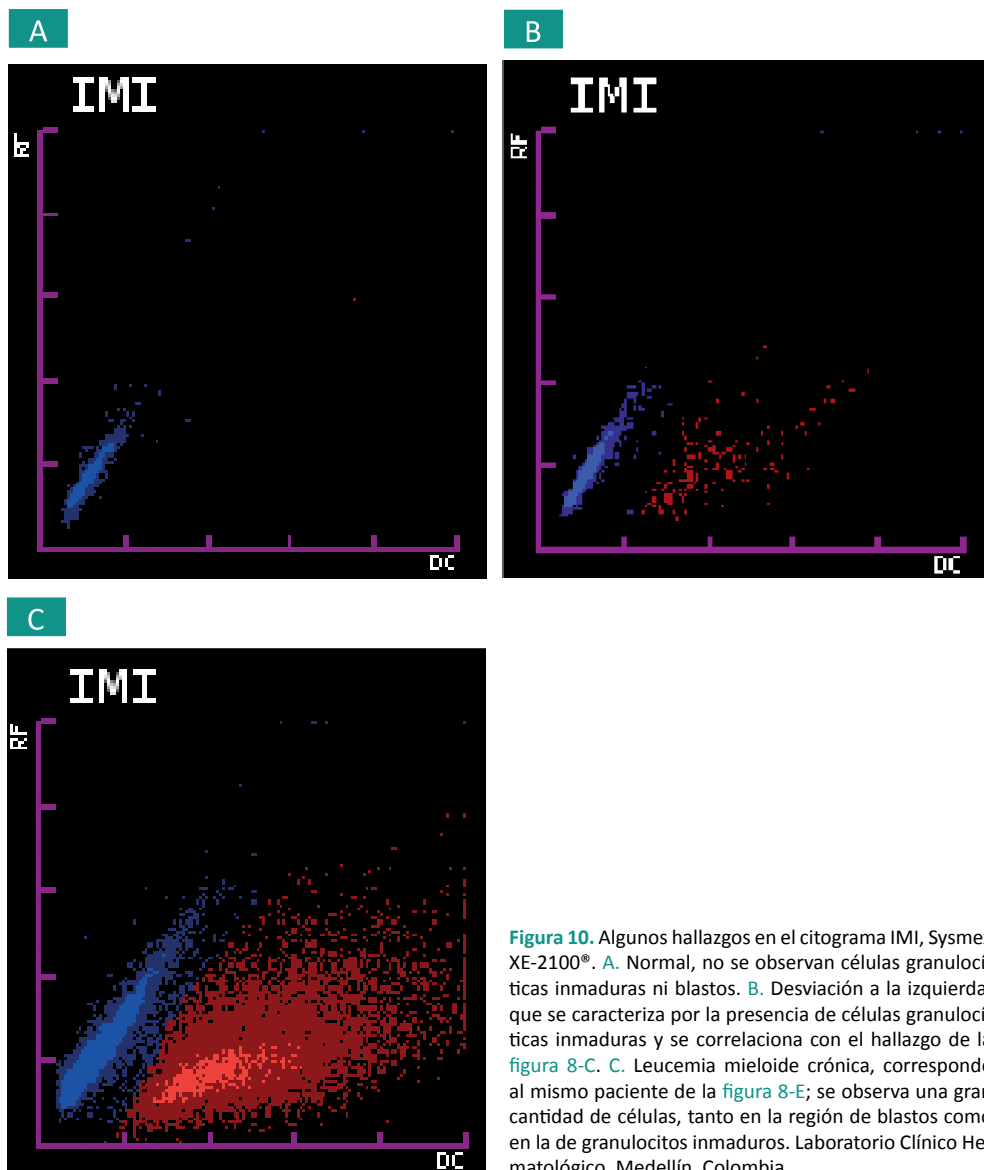 A
B
IMI
RF
DC
IMI
RF
DC
C
IMI
RF
DC
Figura 10. Algunos hallazgos en el citograma IMI, Sysmex
XE-2100®. A. Normal, no se observan células granulocí-
ticas inmaduras ni blastos. B. Desviación a la izquierda,
que se caracteriza por la presencia de células granulocí-
ticas inmaduras y se correlaciona con el hallazgo de la
figura 8-C. C. Leucemia mieloide crónica, corresponde
al mismo paciente de la figura 8-E; se observa una gran
cantidad de células, tanto en la región de blastos como
en la de granulocitos inmaduros. Laboratorio Clínico He-
matológico, Medellín, Colombia